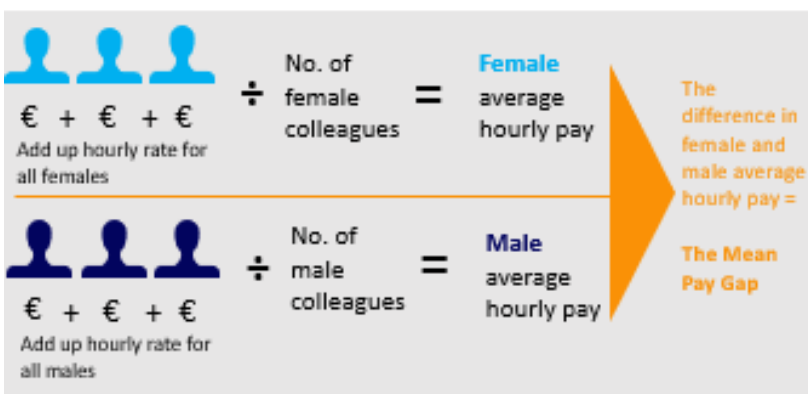 € + € + €
Add up hourly rate for
all females
÷
No. of
female
colleagues
=
Female
average
hourly pay
€ + € + €
Add up hourly rate for
all males
÷
No. of
male
colleagues
=
Male
average
hourly pay
The
difference in
female and
male average
hourly pay =
The Mean
Pay Gap